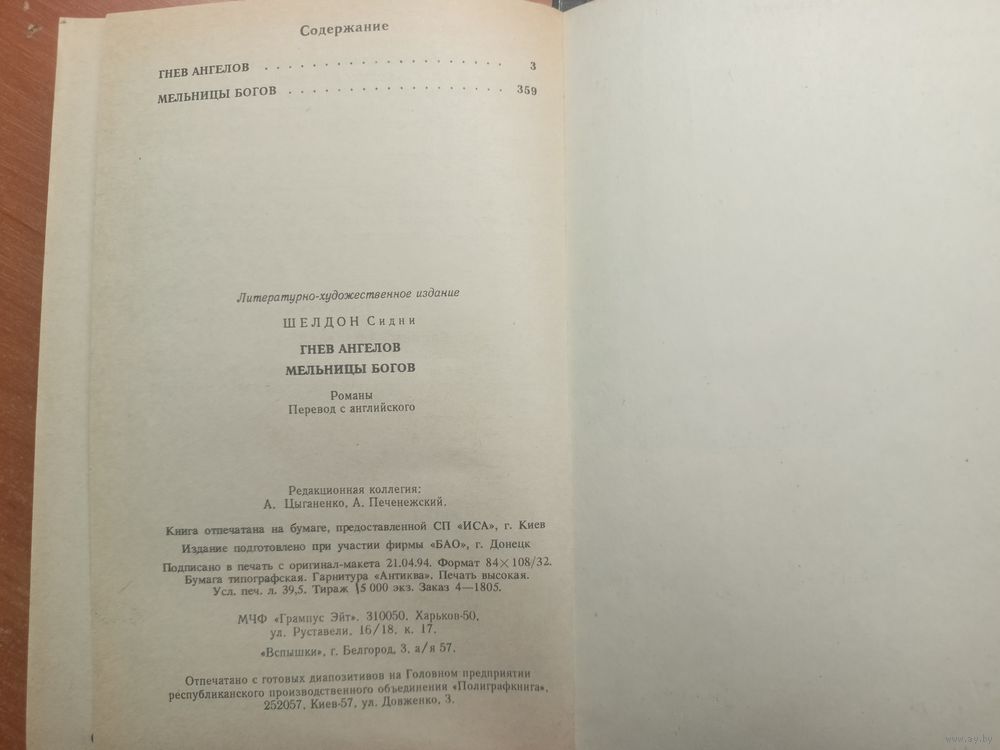 Содержание
ГНЕВ АНГЕЛОВ . . . . . . . . . . . . . . . . . . . . 3
МЕЛЬНИЦЫ БОГОВ . . . . . . . . . . . . . . . . . . 359
Литературно-художественное издание
ШЕЛДОН Сидни
ГНЕВ АНГЕЛОВ
МЕЛЬНИЦЫ БОГОВ
Романы
Перевод с английского
Редакционная коллегия:
А. Цыганенко, А. Печенежский.
Книга отпечатана на бумаге, предоставленной СП «ИСА», г. Киев
Издание подготовлено при участии фирмы «БАО», г. Донецк
Подписано в печать с оригинал-макета 21.04.94. Формат 84×108/32.
Бумага типографская. Гарнитура «Антиква». Печать высокая.
Усл. печ. л. 39,5. Тираж 15 000 экз. Заказ 4—1805.
МЧФ «Грампус Эйт». 310050, Харьков-50,
ул. Руставели, 16/18, к. 17.
«Вспышки», г. Белгород, 3, а/я 57.
Отпечатано с готовых диапозитивов на Головном предприятии
республиканского производственного объединения «Полиграфкнига»,
252057, Киев-57, ул. Довженко, 3.
www.ay.by